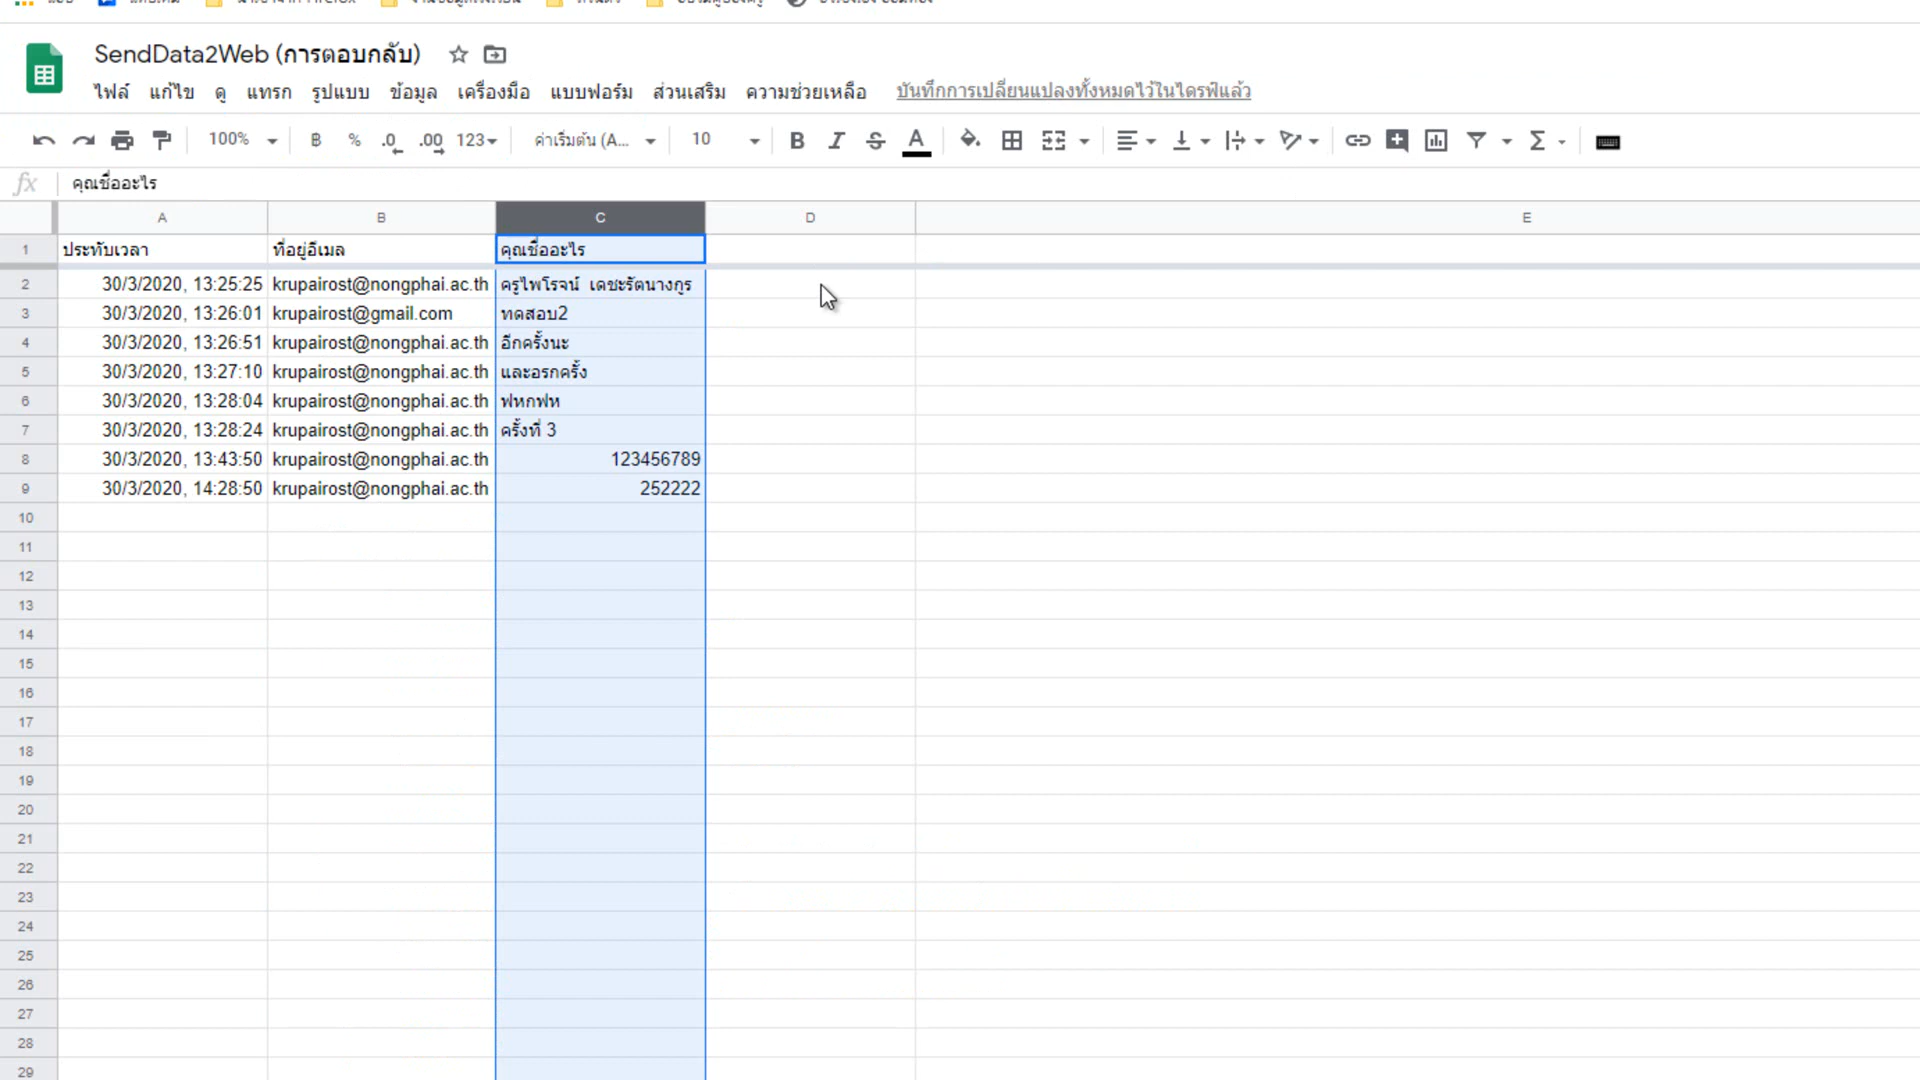 SendData2Web (การตอบกลับ)
ไฟล์ แก้ไข ดู แทรก รูปแบบ ข้อมูล เครื่องมือ แบบฟอร์ม ส่วนเสริม ความช่วยเหลือ บันทึกการเปลี่ยนแปลงทั้งหมดไว้ในไดรฟ์แล้ว
100% ฿ % .0 .00 123 ค่าเริ่มต้น (A... 10 B I S A
fx คุณชื่ออะไร
A B C D E
1 ประทับเวลา ที่อยู่อีเมล คุณชื่ออะไร
2 30/3/2020, 13:25:25 krupairost@nongphai.ac.th ครูไพโรจน์ เดชะรัตนางกูร
3 30/3/2020, 13:26:01 krupairost@gmail.com ทดสอบ2
4 30/3/2020, 13:26:51 krupairost@nongphai.ac.th อีกครั้งนะ
5 30/3/2020, 13:27:10 krupairost@nongphai.ac.th และอรกครั้ง
6 30/3/2020, 13:28:04 krupairost@nongphai.ac.th ฟหกฟห
7 30/3/2020, 13:28:24 krupairost@nongphai.ac.th ครั้งที่ 3
8 30/3/2020, 13:43:50 krupairost@nongphai.ac.th 123456789
9 30/3/2020, 14:28:50 krupairost@nongphai.ac.th 252222
10
11
12
13
14
15
16
17
18
19
20
21
22
23
24
25
26
27
28
29